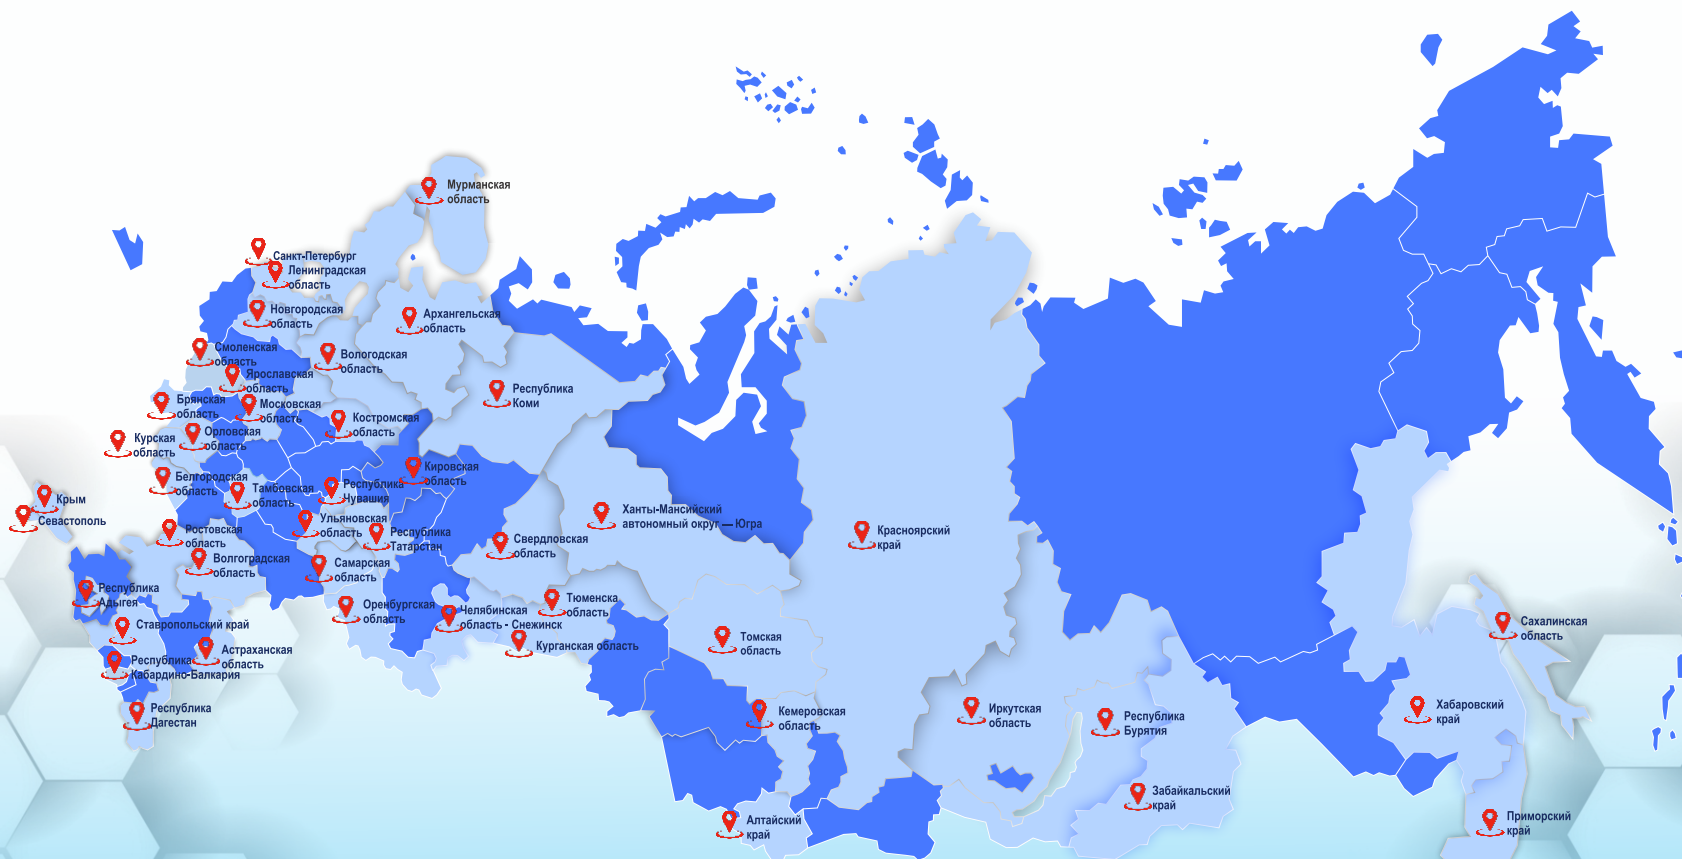 Мурманская
область
Санкт-Петербург
Ленинградская
область
Новгородская
область
Архангельская
область
Смоленская
область
Вологодская
область
Ярославская
область
Республика
Коми
Брянская
область
Московская
область
Костромская
область
Курская
область
Орловская
область
Кировская
область
Белгородская
область
Тамбовская
область
Республика
Чувашия
Крым
Севастополь
Ульяновская
область
Ханты-Мансийский
автономный округ — Югра
Ростовская
область
Республика
Татарстан
Свердловская
область
Красноярский
край
Волгоградская
область
Самарская
область
Республика
Адыгея
Оренбургская
область
Челябинская
область - Снежинск
Тюменска
область
Ставропольский край
Астраханская
область
Курганская область
Томская
область
Сахалинская
область
Республика
Кабардино-Балкария
Республика
Дагестан
Кемеровская
область
Иркутская
область
Республика
Бурятия
Хабаровский
край
Забайкальский
край
Алтайский
край
Приморский
край